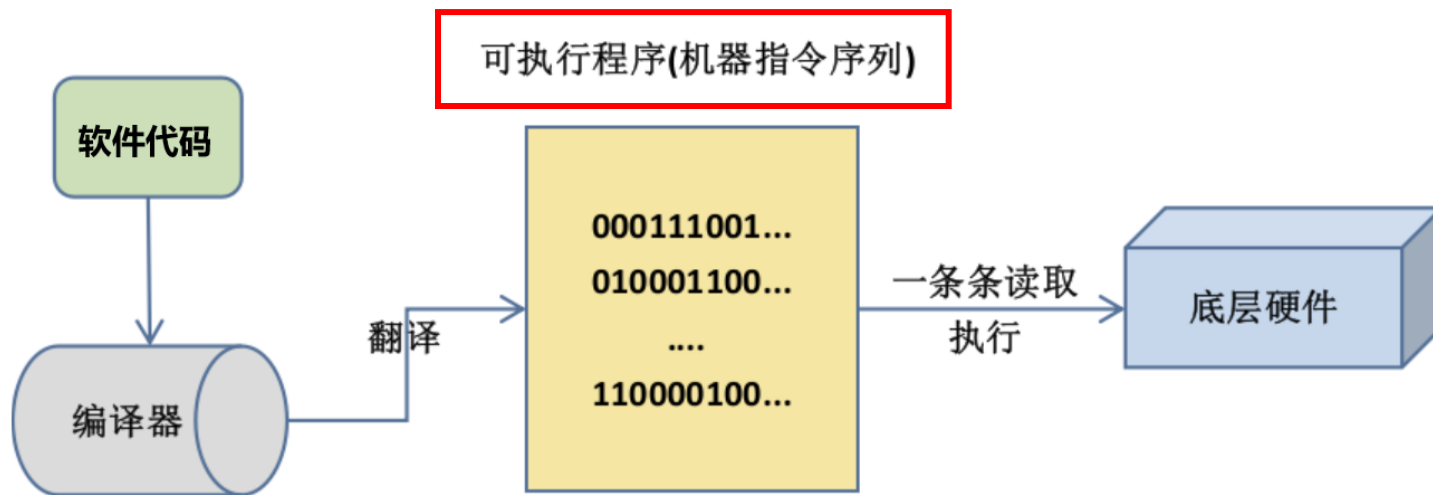 可执行程序(机器指令序列)
软件代码
000111001...
010001100...
....
110000100...
一条条读取
执行
底层硬件
翻译
编译器